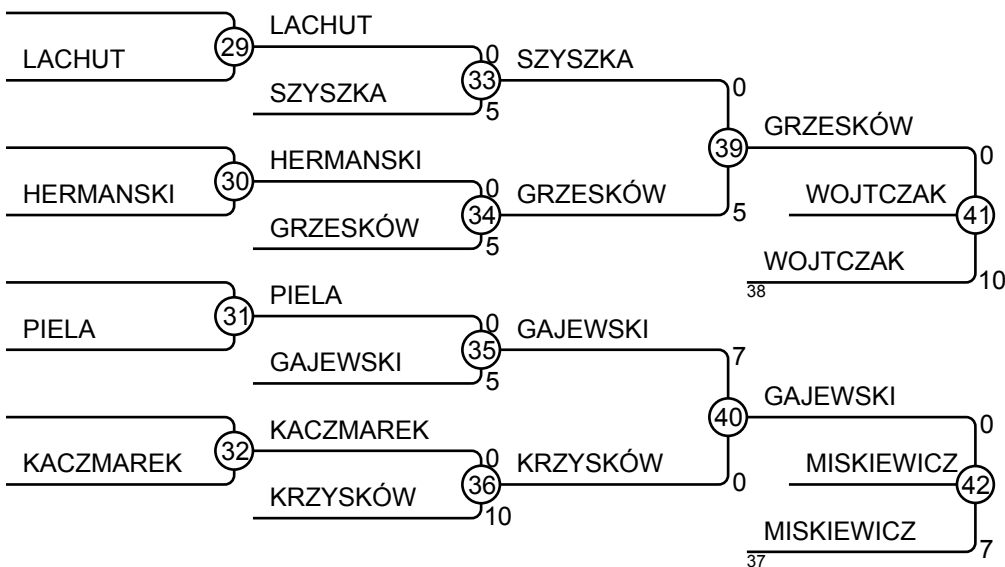 LACHUT
29
LACHUT
0
33
SZYSZKA
SZYSZKA
5
0
39
GRZESKÓW
HERMANSKI
30
HERMANSKI
0
34
GRZESKÓW
GRZESKÓW
5
5
0
WOJTCZAK
41
WOJTCZAK
38
10
PIELA
31
PIELA
0
35
GAJEWSKI
GAJEWSKI
5
7
40
GAJEWSKI
KACZMAREK
32
KACZMAREK
0
36
KRZYSKÓW
KRZYSKÓW
10
0
0
MISKIEWICZ
42
MISKIEWICZ
37
7